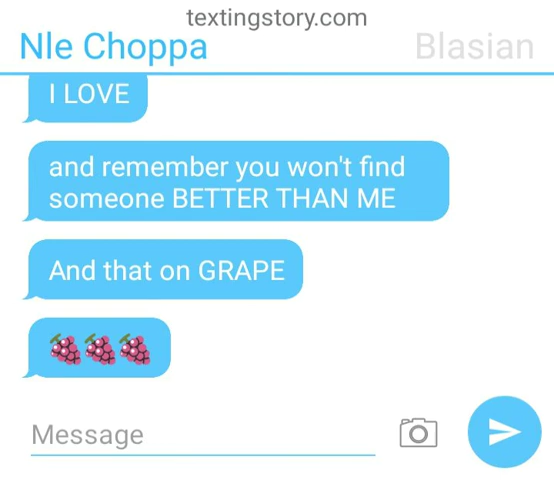 textingstory.com
Nle Choppa
Blasian
I LOVE
and remember you won't find
someone BETTER THAN ME
And that on GRAPE
🍇🍇🍇
Message